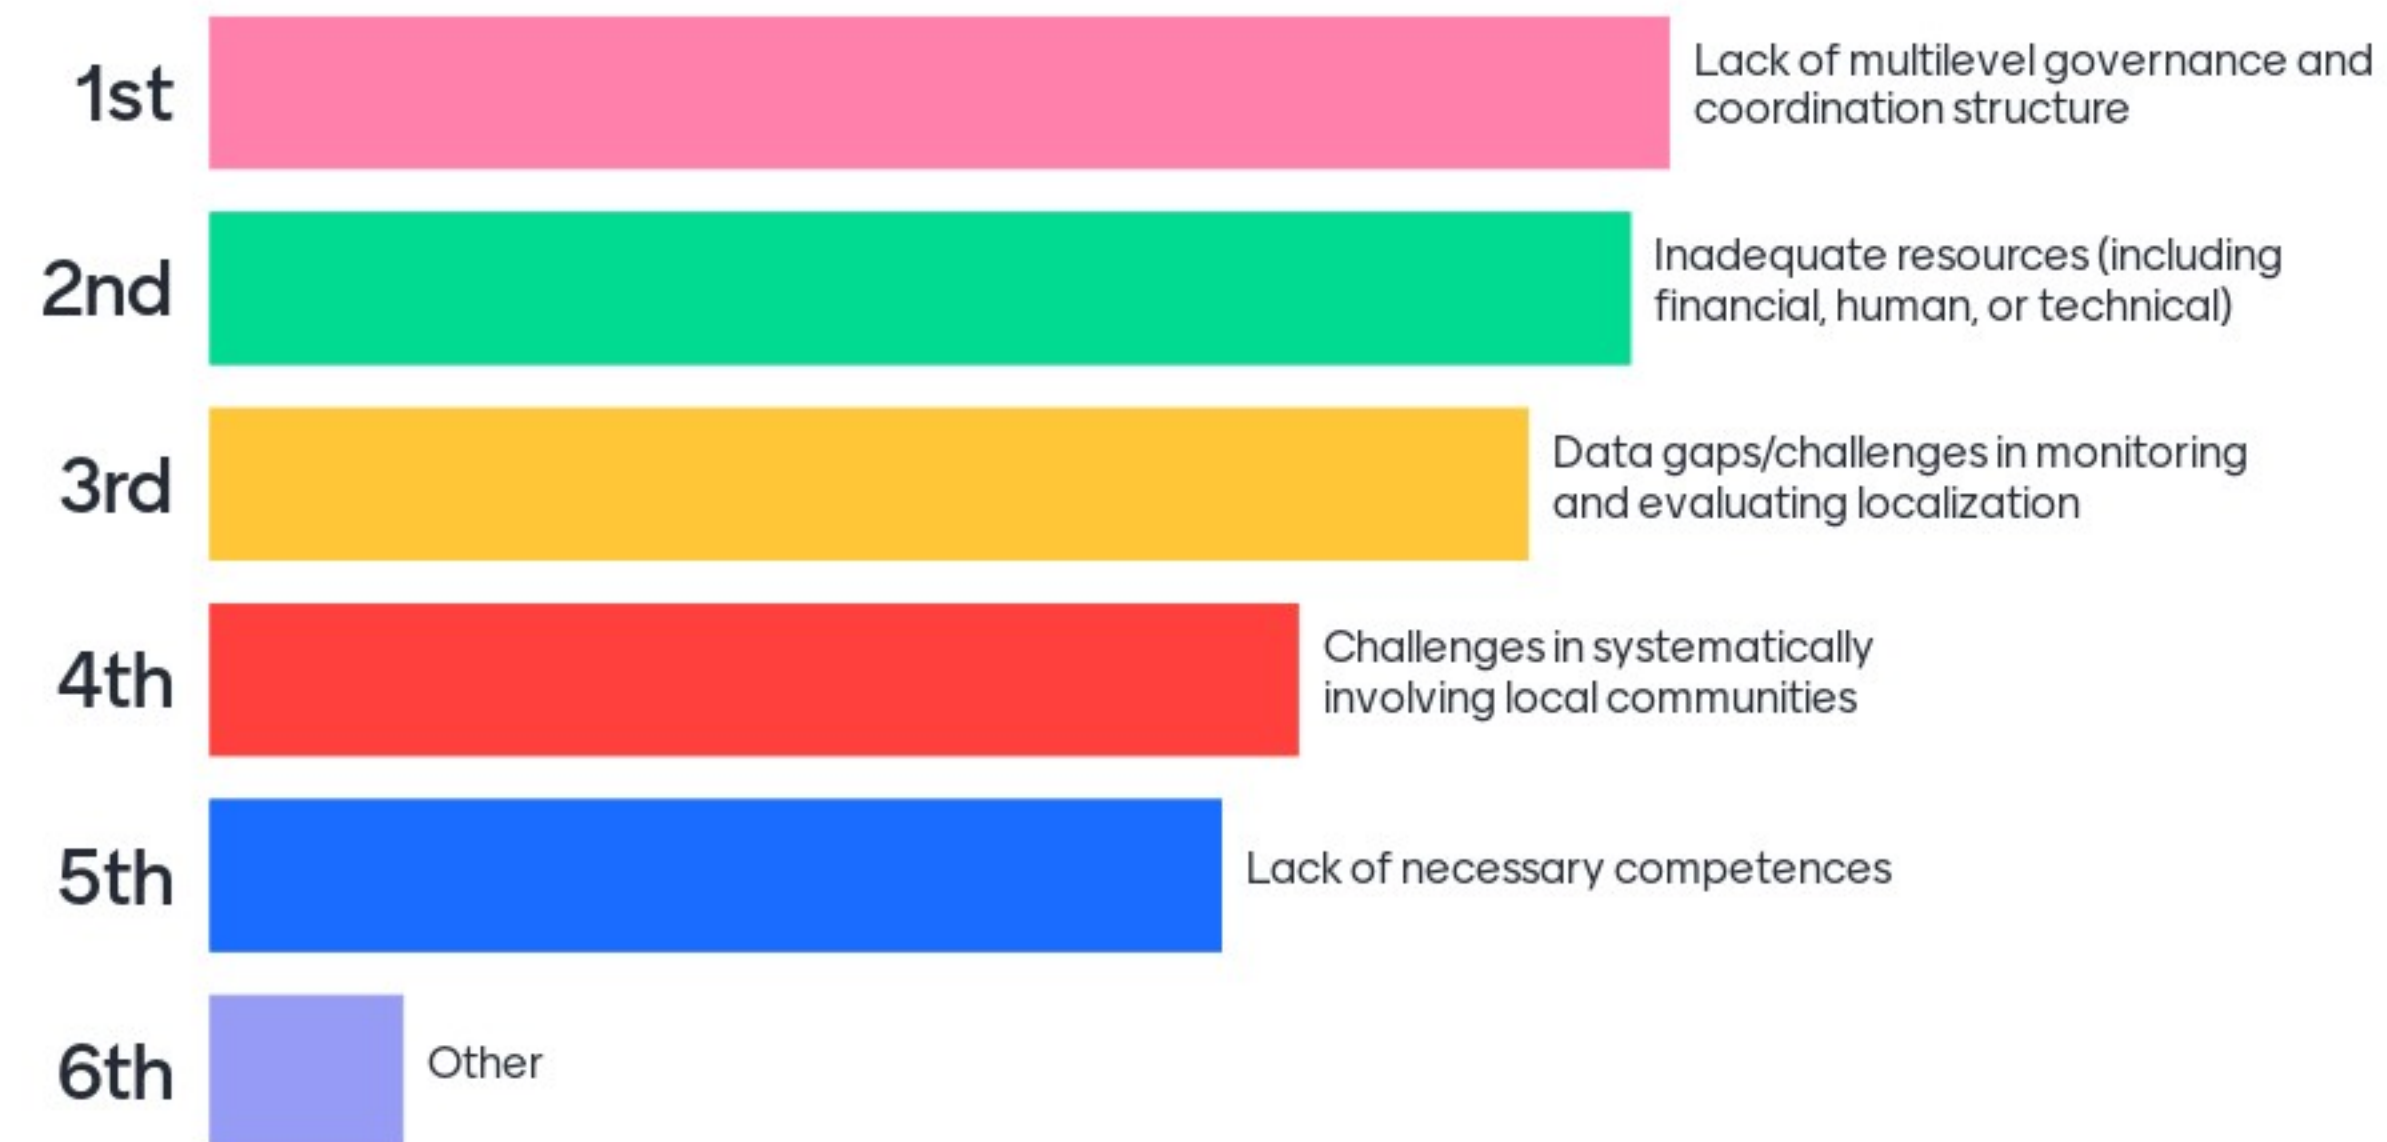 1st
Lack of multilevel governance and
coordination structure
2nd
Inadequate resources (including
financial, human, or technical)
3rd
Data gaps/challenges in monitoring
and evaluating localization
4th
Challenges in systematically
involving local communities
5th
Lack of necessary competences
6th
Other